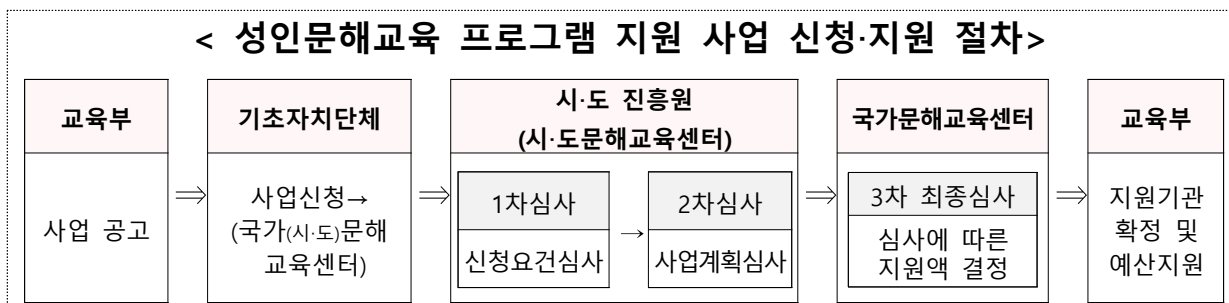 < 성인문해교육 프로그램 지원 사업 신청·지원 절차>
교육부
사업 공고
⇒
기초자치단체
사업신청→
(국가(시·도)문해
교육센터)
⇒
시·도 진흥원
(시·도문해교육센터)
1차심사
신청요건심사
→
2차심사
사업계획심사
⇒
국가문해교육센터
3차 최종심사
심사에 따른
지원액 결정
⇒
교육부
지원기관
확정 및
예산지원